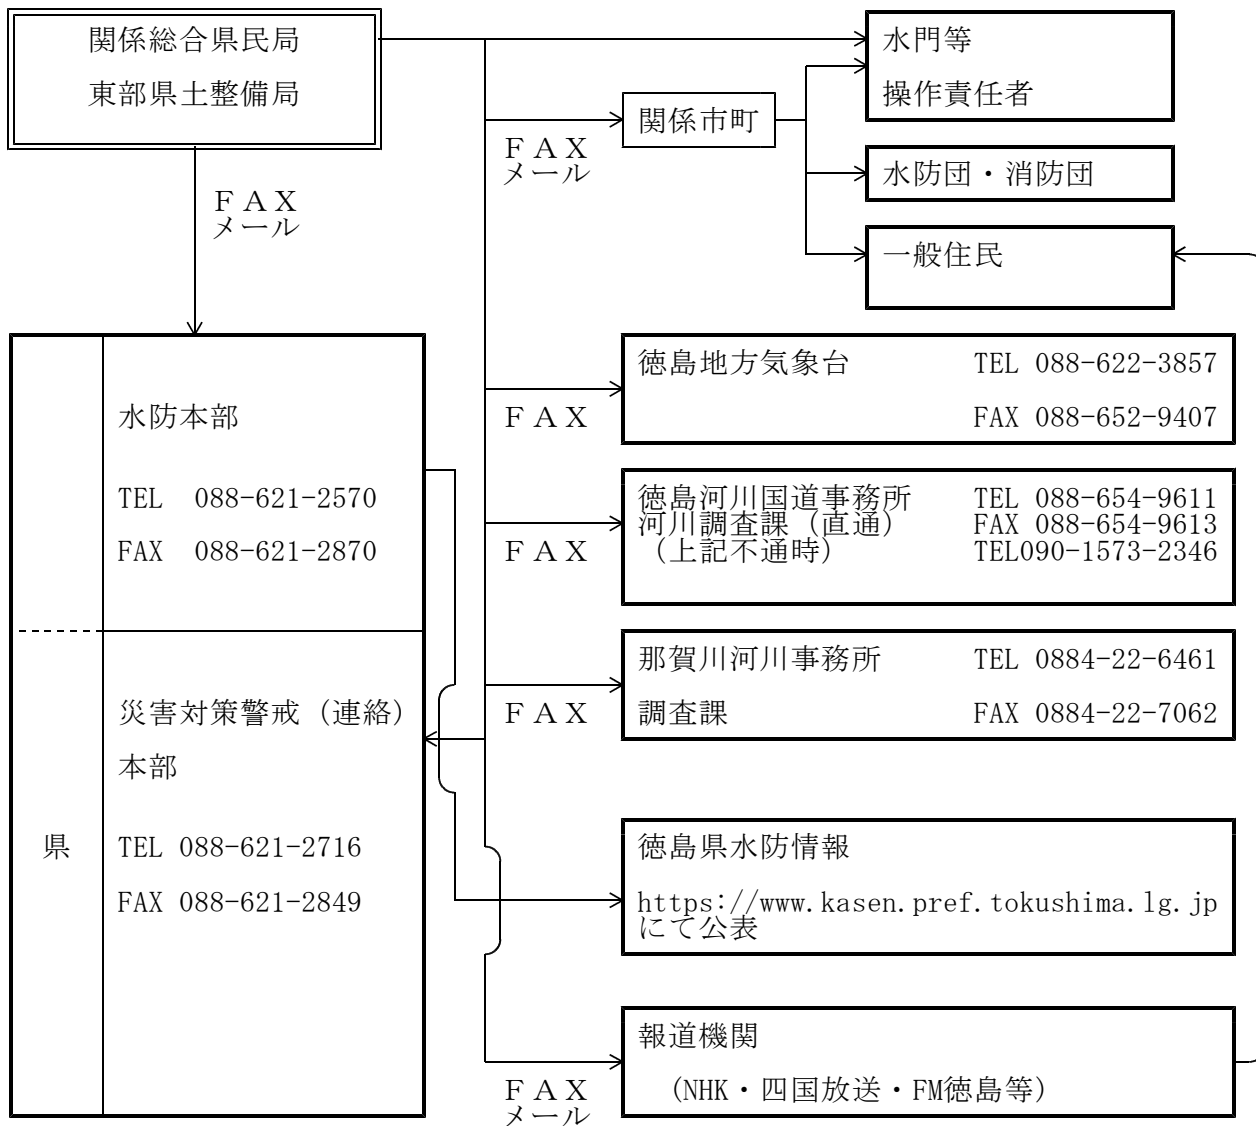 関係総合県民局
東部県土整備局
水門等
操作責任者
関係市町
FAX
メール
水防団・消防団
FAX
メール
一般住民
徳島地方気象台 TEL 088-622-3857
FAX 088-652-9407
FAX
水防本部
TEL 088-621-2570
FAX 088-621-2870
徳島河川国道事務所 TEL 088-654-9611
河川調査課（直通） FAX 088-654-9613
（上記不通時） TEL090-1573-2346
FAX
那賀川河川事務所 TEL 0884-22-6461
調査課 FAX 0884-22-7062
FAX
県
災害対策警戒（連絡）
本部
TEL 088-621-2716
FAX 088-621-2849
徳島県水防情報
https://www.kasen.pref.tokushima.lg.jp
にて公表
報道機関
（NHK・四国放送・FM徳島等）
FAX
メール